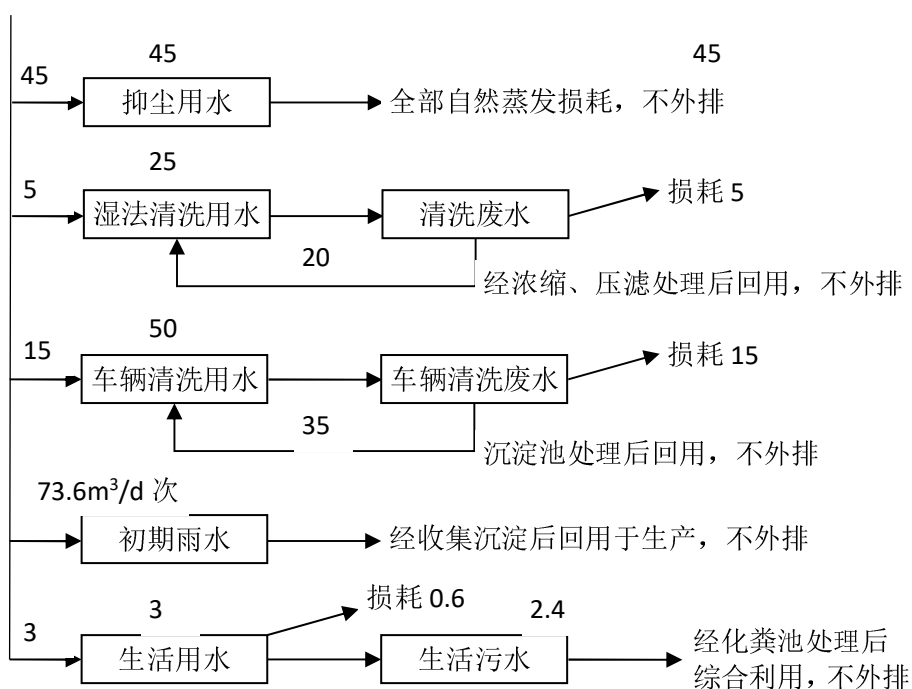 45 45
45
抑尘用水 全部自然蒸发损耗，不外排
25
5 损耗 5
湿法清洗用水 清洗废水
20
经浓缩、压滤处理后回用，不外排
50
15 损耗 15
车辆清洗用水 车辆清洗废水
35
沉淀池处理后回用，不外排
73.6m³/d 次
初期雨水 经收集沉淀后回用于生产，不外排
损耗 0.6
3 3 2.4
生活用水 生活污水 经化粪池处理后
综合利用，不外排